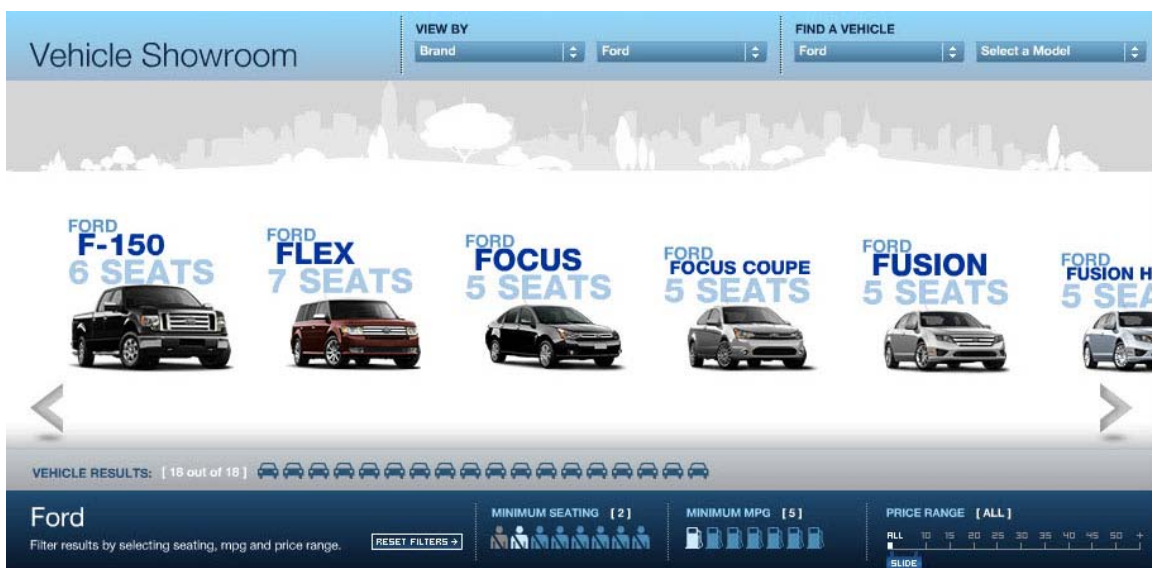 Vehicle Showroom
VIEW BY
Brand
Ford
FIND A VEHICLE
Ford
Select a Model
FORD
F-150
6 SEATS
FORD
FLEX
7 SEATS
FORD
FOCUS
5 SEATS
FORD
FOCUS COUPE
5 SEATS
FORD
FUSION
5 SEATS
FORD
FUSION H
5 SEA
VEHICLE RESULTS: [ 18 out of 18 ]
Ford
Filter results by selecting seating, mpg and price range.
RESET FILTERS →
MINIMUM SEATING [ 2 ]
MINIMUM MPG [ 5 ]
PRICE RANGE [ ALL ]
ALL 10 15 20 25 30 35 40 45 50 +
SLIDE